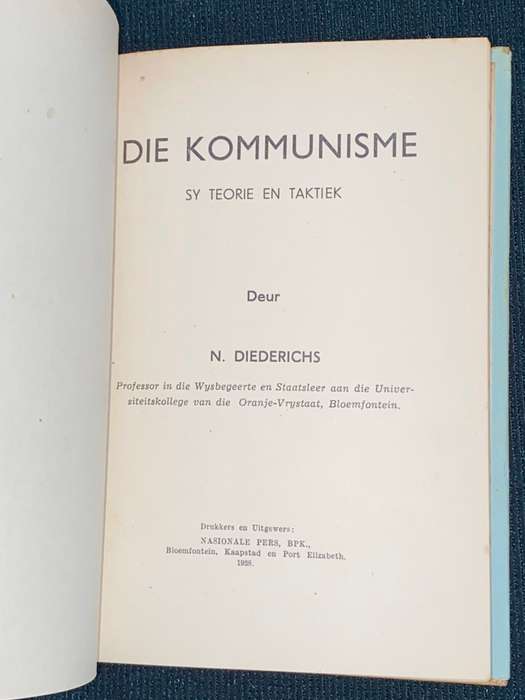 DIE KOMMUNISME
SY TEORIE EN TAKTIEK
Deur
N. DIEDERICHS
Professor in die Wysbegeerte en Staatsleer aan die Univer-
siteitskollege van die Oranje-Vrystaat, Bloemfontein.
Drukkers en Uitgewers:
NASIONALE PERS, BPK.,
Bloemfontein, Kaapstad en Port Elizabeth.
1938.